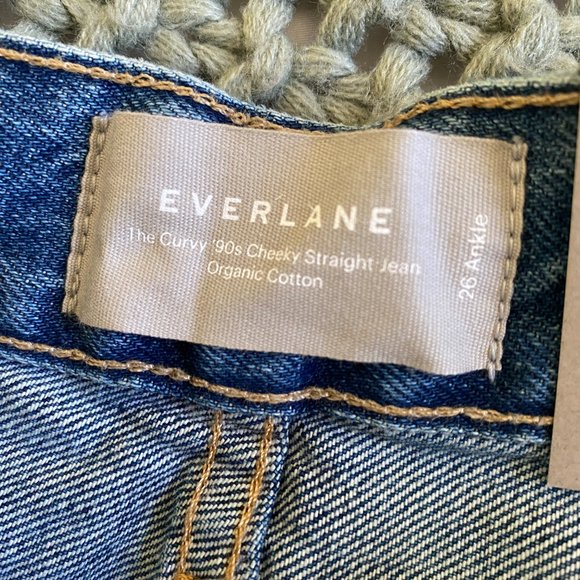 EVERLANE
The Curvy '90s Cheeky Straight Jean
Organic Cotton
26 Ankle